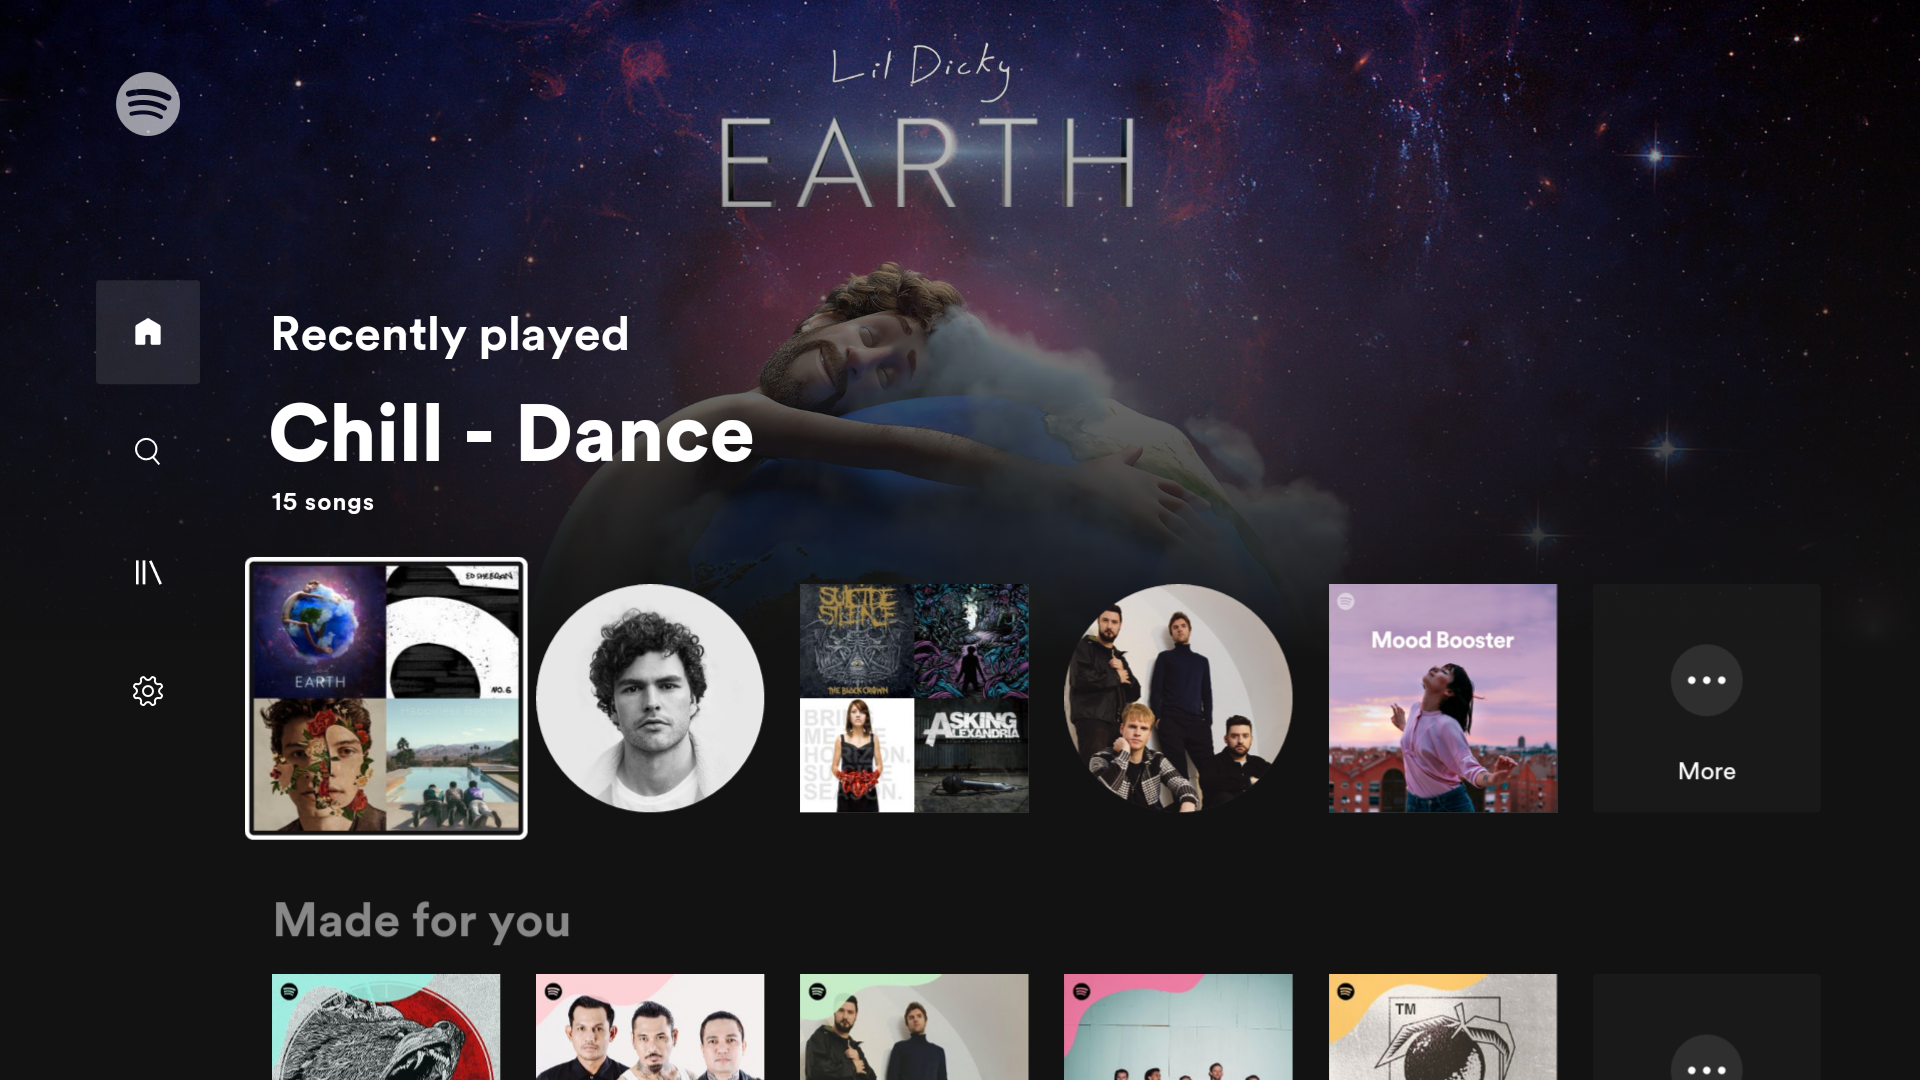 Lil Dicky
EARTH
Recently played
Chill - Dance
15 songs
EARTH
ED SHEERAN
NO.6
SUICIDE
SILENCE
THE BLACK CROWN
BRING
ME THE
HORIZON.
SUICIDE
SEASON.
ASKING
ALEXANDRIA
Mood Booster
More
Made for you
TM